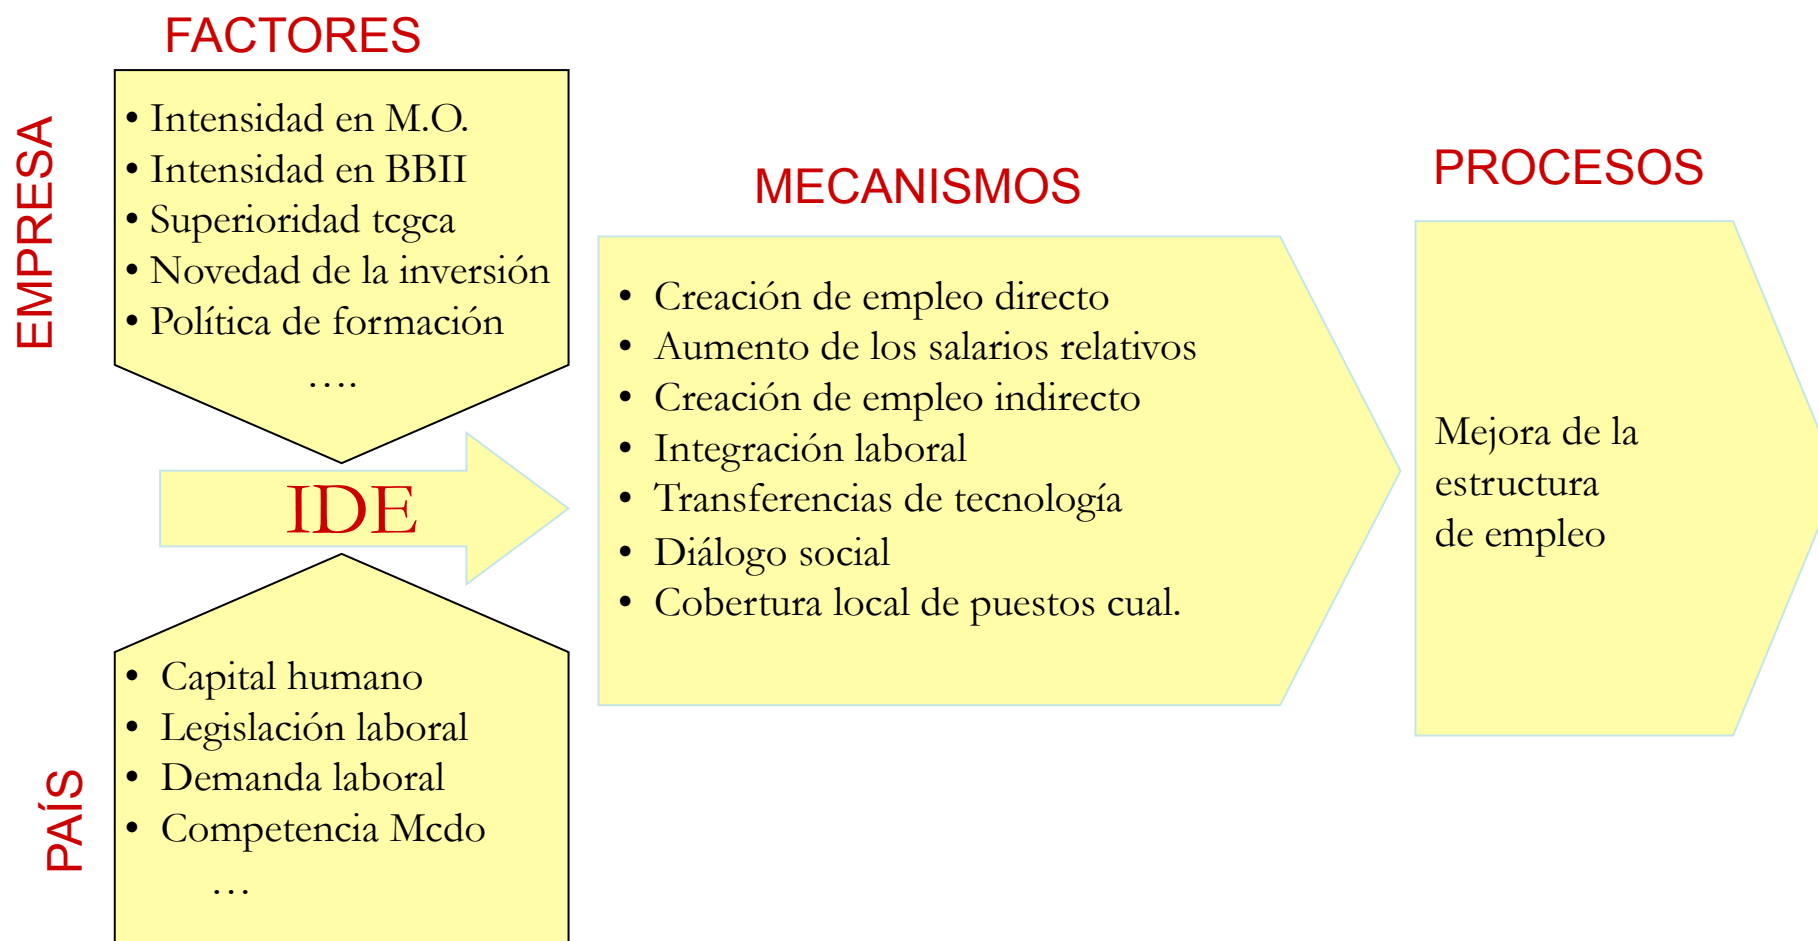 FACTORES
EMPRESA
• Intensidad en M.O.
• Intensidad en BBII
• Superioridad tcgca
• Novedad de la inversión
• Política de formación
….
IDE
PAÍS
• Capital humano
• Legislación laboral
• Demanda laboral
• Competencia Mcdo
…
MECANISMOS
• Creación de empleo directo
• Aumento de los salarios relativos
• Creación de empleo indirecto
• Integración laboral
• Transferencias de tecnología
• Diálogo social
• Cobertura local de puestos cual.
PROCESOS
Mejora de la
estructura
de empleo